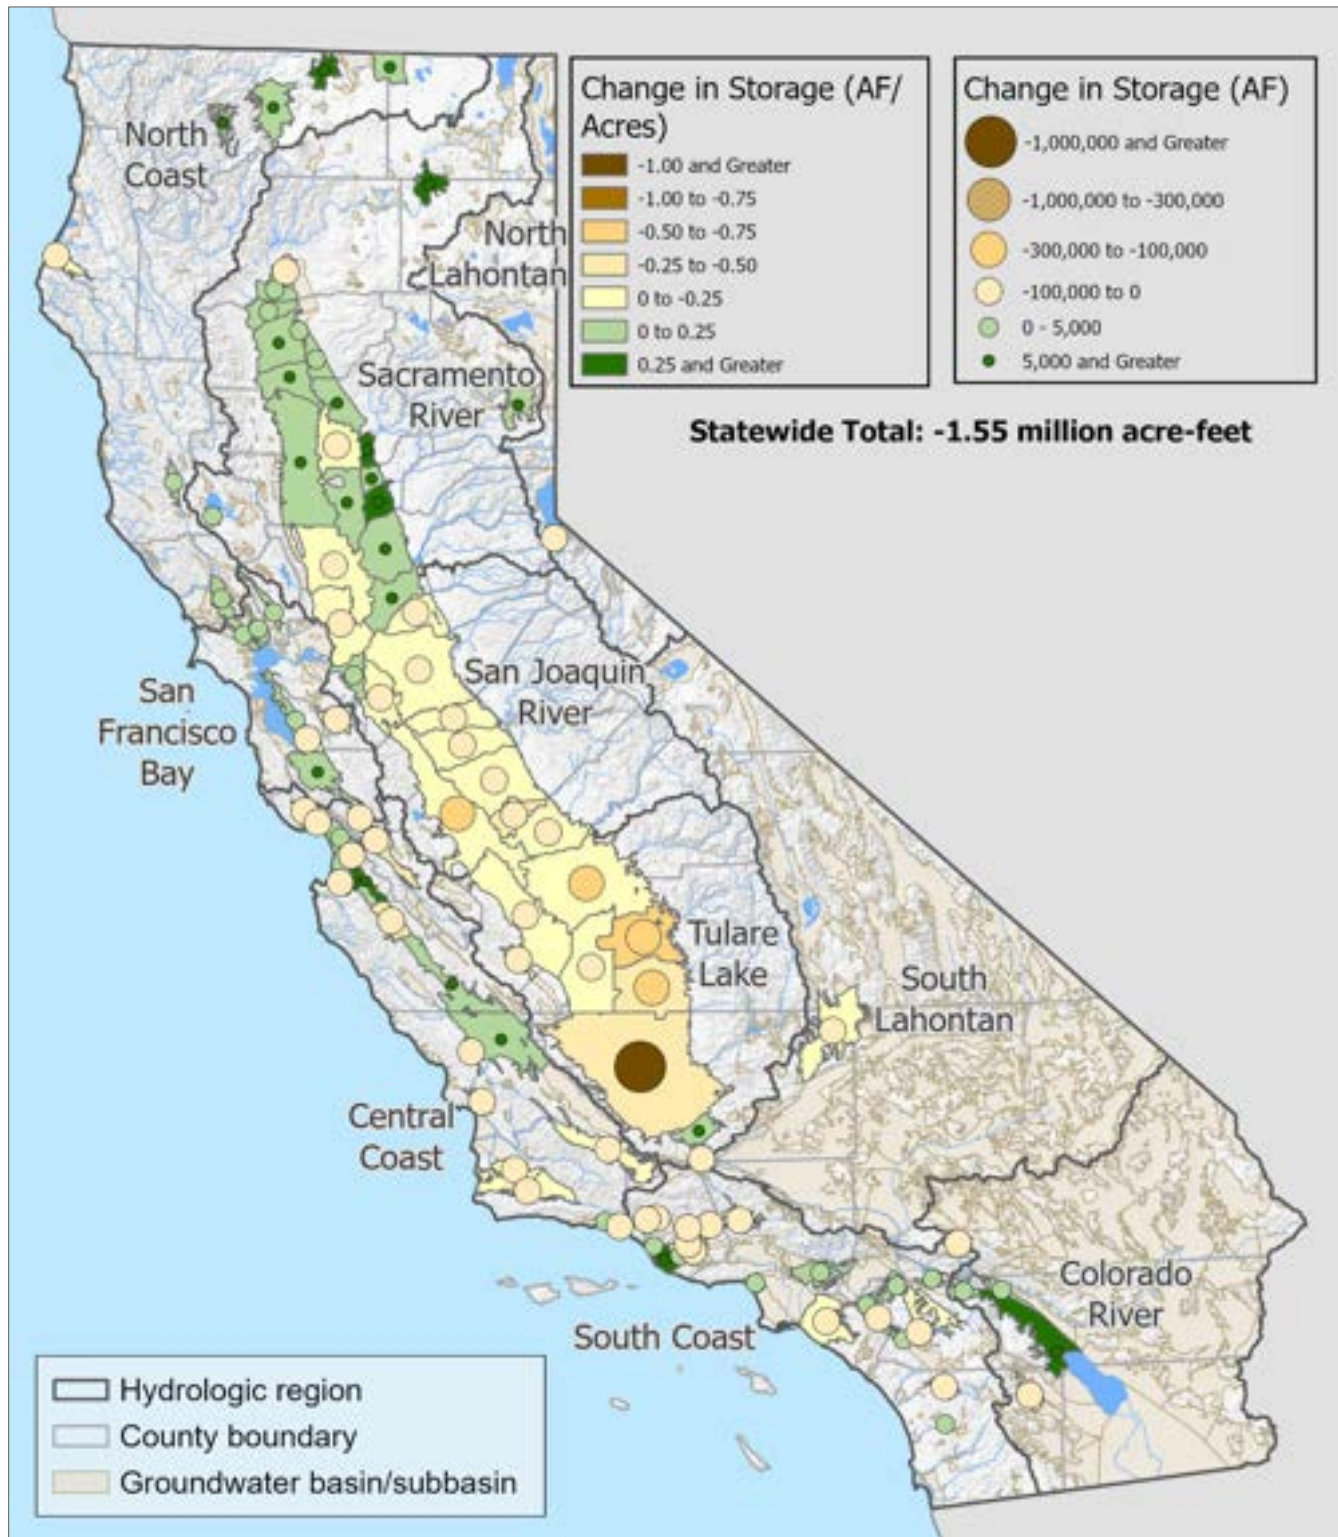 Change in Storage (AF/
Acres)
-1.00 and Greater
-1.00 to -0.75
-0.50 to -0.75
-0.25 to -0.50
0 to -0.25
0 to 0.25
0.25 and Greater
Change in Storage (AF)
-1,000,000 and Greater
-1,000,000 to -300,000
-300,000 to -100,000
-100,000 to 0
0 - 5,000
5,000 and Greater
Statewide Total: -1.55 million acre-feet
North
Coast
North
Lahontan
Sacramento
River
San Joaquin
River
San
Francisco
Bay
Tulare
Lake
South
Lahontan
Central
Coast
Colorado
River
South Coast
Hydrologic region
County boundary
Groundwater basin/subbasin